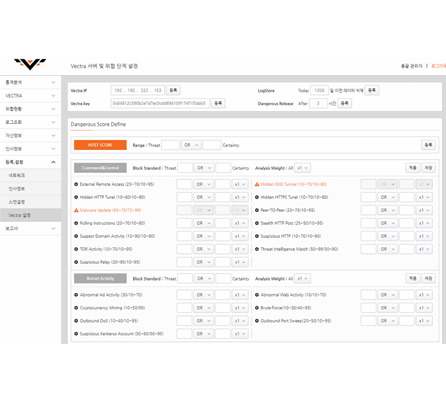 Vectra 서버 및 위협 단계 설정
총괄 관리자 | 로그아웃
통계분석
VECTRA
위협현황
로그조회
자산정보
인사정보
등록,설정
네트워크
인사정보
스캔설정
Vectra 설정
보고서
Vectra IP 192 . 168 . 222 . 153 등록
LogStore Today 1200 일 이전 데이터 삭제 등록
Vectra key 등록
Dangerous Release After 3 시간 등록
Dangerous Score Define
HOST SCORE Range : Threat OR Certainty 등록
Command&Control Block Standard : Threat OR Certainty Analysis Weight : All x1 적용 저장
External Remote Access (25~70/10~95) OR x1
Hidden DNS Tunnel (10~70/10~80) OR x1
Hidden HTTP Tunel (10~60/10~80) OR x1
Hidden HTTPS Tunel (10~70/10~80) OR x1
Malware Update (50~75/70~95) OR x1
Peer-TO-Peer (20~70/10~95) OR x1
Pulling Instructions (20~70/10~80) OR x1
Stealth HTTP Post (25~50/10~95) OR x1
Suspect Domain Activity (10~90/10~80) OR x1
Suspicious HTTP (10~70/10~80) OR x1
TOR Activity (10~70/10~95) OR x1
Threat Intelligence Match (50~99/50~90) OR x1
Suspicious Relay (30~99/10~95) OR x1
Botnet Activity Block Standard : Threat OR Certainty Analysis Weight : All x1 적용 저장
Abnormal Ad Activity (30/10~70) OR x1
Abnormal Web Activity (10/10~70) OR x1
Cryptocurrency Mining (10~50/90) OR x1
Brute-Force(10~40/30~95) OR x1
Outbound DoS (10~40/10~95) OR x1
Outbound Port Sweep(20~50/10~95) OR x1
Suspicious Kerberos Account (30~60/50~95) OR x1